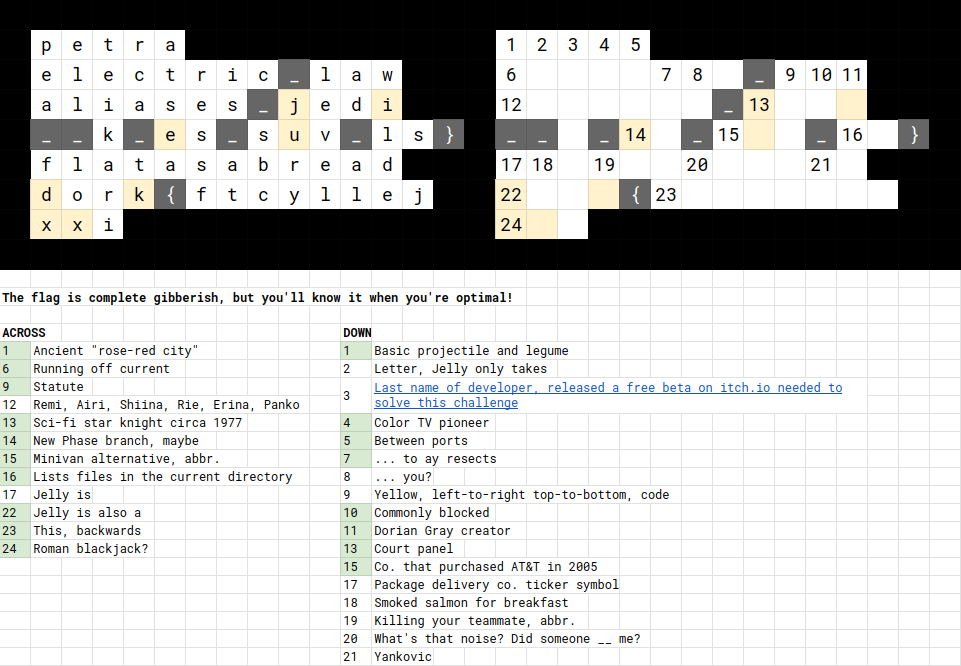 p e t r a
1 2 3 4 5
e l e c t r i c _ l a w
6 7 8 _ 9 10 11
a l i a s e s _ j e d i
12 _ 13
_ _ k _ e s _ s u v _ l s }
_ _ _ 14 _ 15 _ 16 }
f l a t a s a b r e a d
17 18 19 20 21
d o r k { f t c y l l e j
22 { 23
x x i
24
The flag is complete gibberish, but you'll know it when you're optimal!
ACROSS
1 Ancient "rose-red city"
6 Running off current
9 Statute
12 Remi, Airi, Shiina, Rie, Erina, Panko
13 Sci-fi star knight circa 1977
14 New Phase branch, maybe
15 Minivan alternative, abbr.
16 Lists files in the current directory
17 Jelly is
22 Jelly is also a
23 This, backwards
24 Roman blackjack?
DOWN
1 Basic projectile and legume
2 Letter, Jelly only takes
3 Last name of developer, released a free beta on itch.io needed to
solve this challenge
4 Color TV pioneer
5 Between ports
7 ... to ay resects
8 ... you?
9 Yellow, left-to-right top-to-bottom, code
10 Commonly blocked
11 Dorian Gray creator
13 Court panel
15 Co. that purchased AT&T in 2005
17 Package delivery co. ticker symbol
18 Smoked salmon for breakfast
19 Killing your teammate, abbr.
20 What's that noise? Did someone __ me?
21 Yankovic